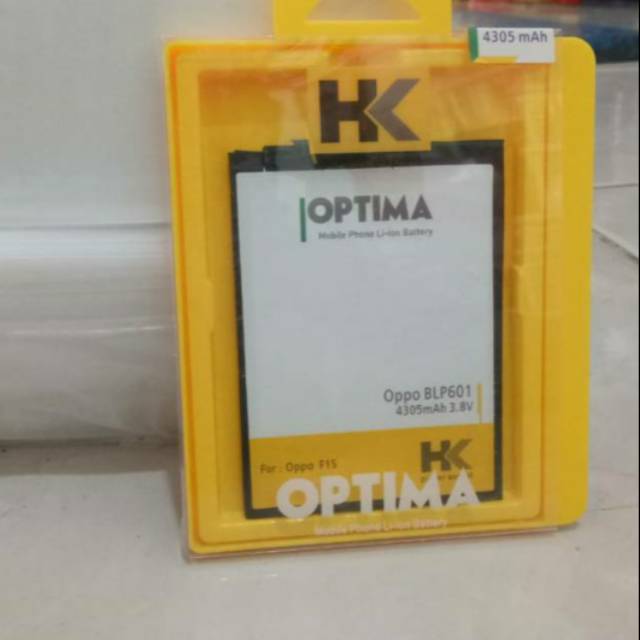 4305 mAh
HK
OPTIMA
Mobile Phone Li-Ion Battery
Oppo BLP601
4305mAh 3.8V
For : Oppo F1S
HK
OPTIMA
Mobile Phone Li-Ion Battery